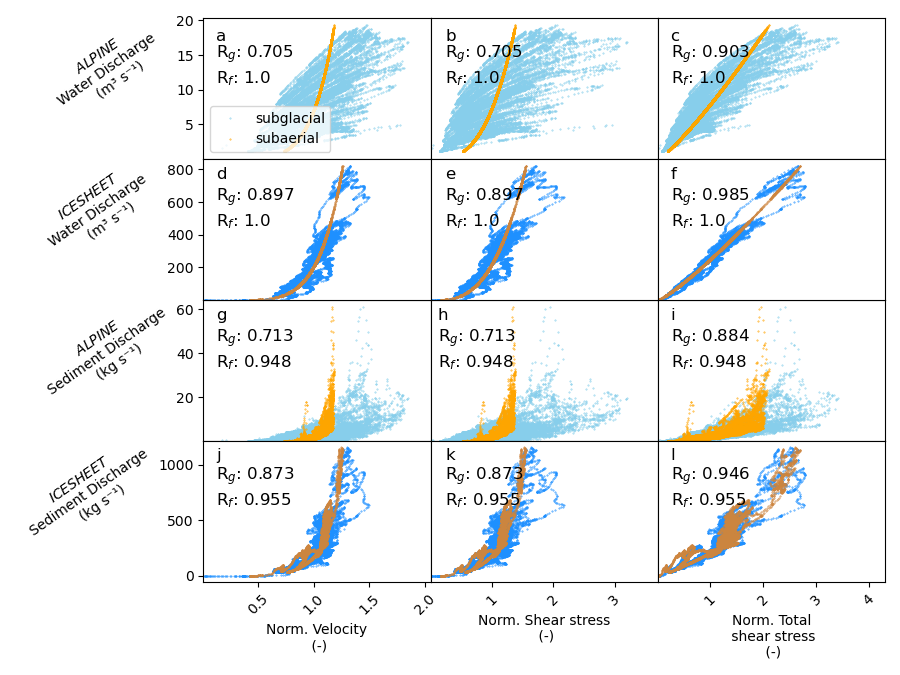 ALPINE
Water Discharge
(m³ s⁻¹)
20
15
10
5
a
R_g: 0.705
R_f: 1.0
subglacial
subaerial
b
R_g: 0.705
R_f: 1.0
c
R_g: 0.903
R_f: 1.0
ICESHEET
Water Discharge
(m³ s⁻¹)
800
600
400
200
d
R_g: 0.897
R_f: 1.0
e
R_g: 0.897
R_f: 1.0
f
R_g: 0.985
R_f: 1.0
ALPINE
Sediment Discharge
(kg s⁻¹)
60
40
20
g
R_g: 0.713
R_f: 0.948
h
R_g: 0.713
R_f: 0.948
i
R_g: 0.884
R_f: 0.948
ICESHEET
Sediment Discharge
(kg s⁻¹)
1000
500
0
j
R_g: 0.873
R_f: 0.955
k
R_g: 0.873
R_f: 0.955
l
R_g: 0.946
R_f: 0.955
0.5 1.0 1.5 2.0
Norm. Velocity
(-)
1 2 3
Norm. Shear stress
(-)
1 2 3 4
Norm. Total
shear stress
(-)